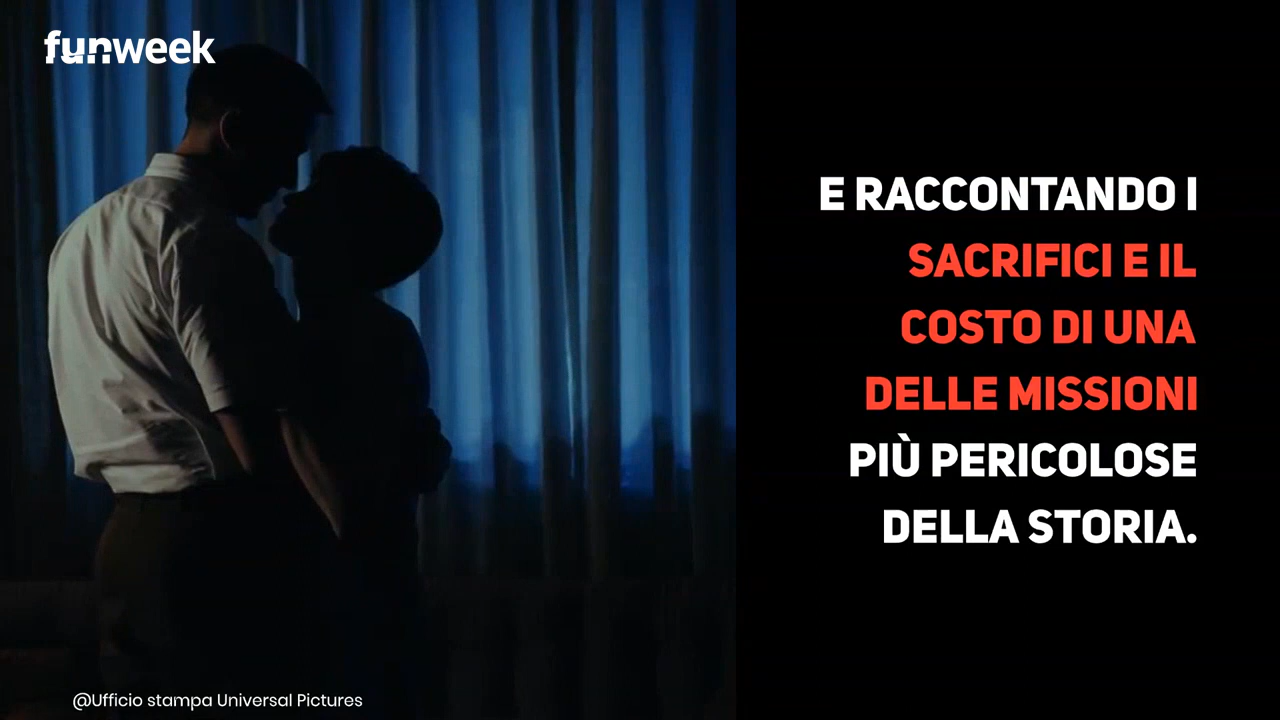 funweek
E RACCONTANDO I
SACRIFICI E IL
COSTO DI UNA
DELLE MISSIONI
PIÙ PERICOLOSE
DELLA STORIA.
@Ufficio stampa Universal Pictures